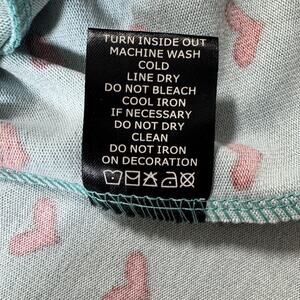 TURN INSIDE OUT
MACHINE WASH
COLD
LINE DRY
DO NOT BLEACH
COOL IRON
IF NECESSARY
DO NOT DRY
CLEAN
DO NOT IRON
ON DECORATION